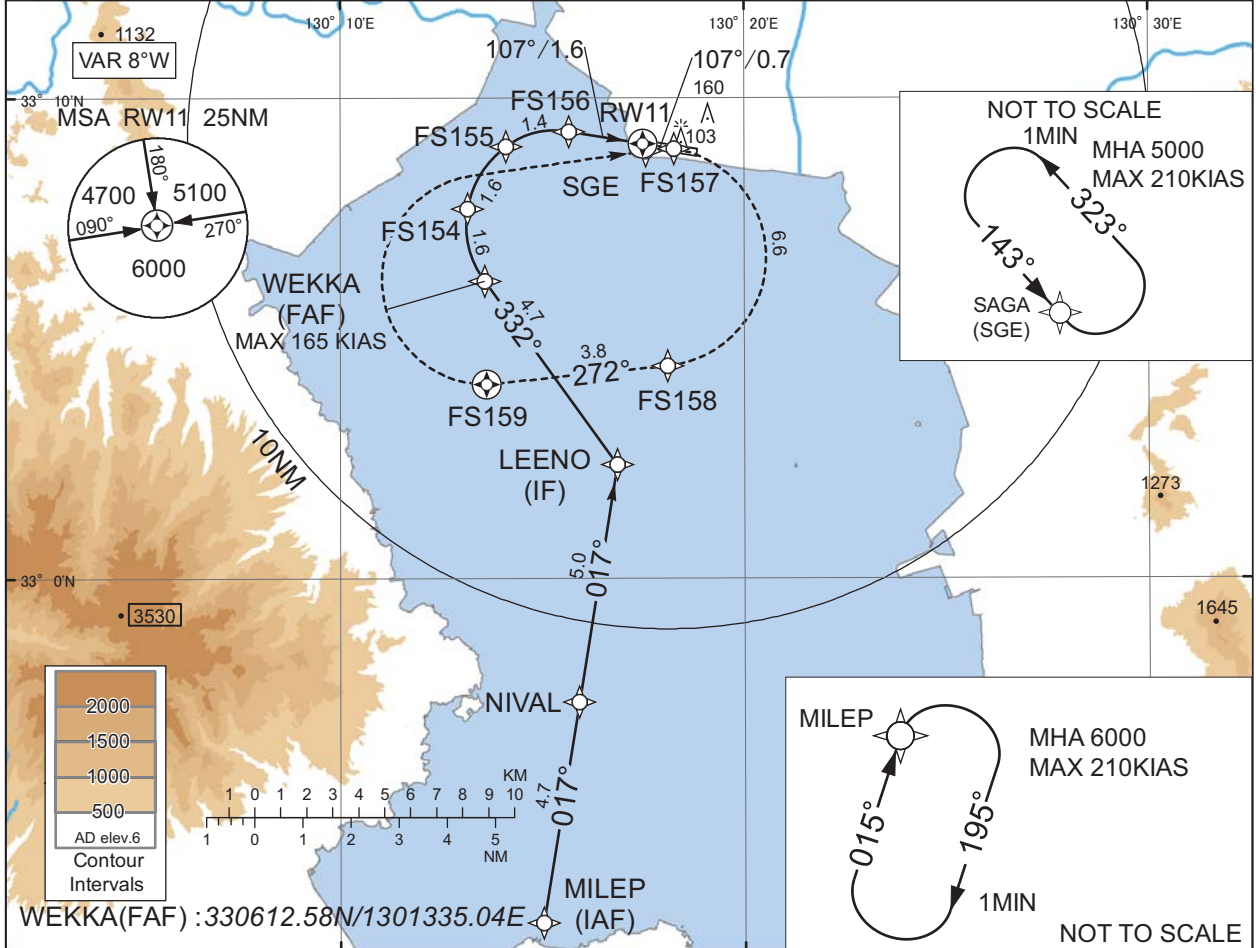 130° 10'E
130° 20'E
130° 30'E
1132
VAR 8°W
107°/1.6
107°/0.7
33° 10'N
MSA RW11 25NM
180°
4700
5100
090°
270°
6000
FS156
RW11
160
103
FS155
1.4
SGE
FS157
1.6
FS154
1.6
6.6
WEKKA
(FAF)
MAX 165 KIAS
4.7
332°
3.8
272°
FS159
FS158
NOT TO SCALE
1MIN
MHA 5000
MAX 210KIAS
323°
143°
SAGA
(SGE)
10NM
LEENO
(IF)
1273
33° 0'N
5.0
017°
3530
1645
NIVAL
2000
1500
1000
500
AD elev.6
Contour
Intervals
1 0 1 2 3 4 5 6 7 8 9 10
KM
1 0 1 2 3 4 5
NM
4.7
017°
MILEP
(IAF)
WEKKA(FAF) :330612.58N/1301335.04E
MILEP
MHA 6000
MAX 210KIAS
015°
195°
1MIN
NOT TO SCALE